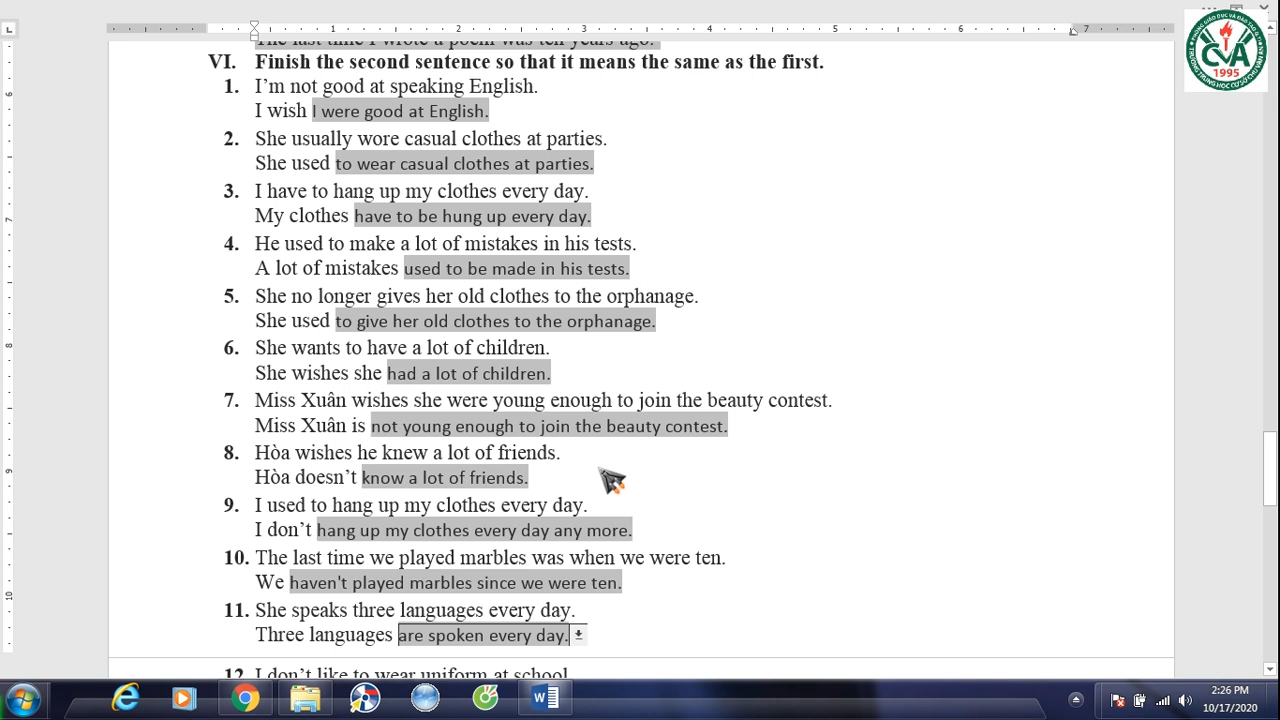 The last time I wrote a poem was ten years ago.
VI. Finish the second sentence so that it means the same as the first.
1. I'm not good at speaking English.
I wish I were good at English.
2. She usually wore casual clothes at parties.
She used to wear casual clothes at parties.
3. I have to hang up my clothes every day.
My clothes have to be hung up every day.
4. He used to make a lot of mistakes in his tests.
A lot of mistakes used to be made in his tests.
5. She no longer gives her old clothes to the orphanage.
She used to give her old clothes to the orphanage.
6. She wants to have a lot of children.
She wishes she had a lot of children.
7. Miss Xuân wishes she were young enough to join the beauty contest.
Miss Xuân is not young enough to join the beauty contest.
8. Hòa wishes he knew a lot of friends.
Hòa doesn't know a lot of friends.
9. I used to hang up my clothes every day.
I don't hang up my clothes every day any more.
10. The last time we played marbles was when we were ten.
We haven't played marbles since we were ten.
11. She speaks three languages every day.
Three languages are spoken every day.
12. I don't like to wear uniform at school.
CVA
1995
2:26 PM
10/17/2020